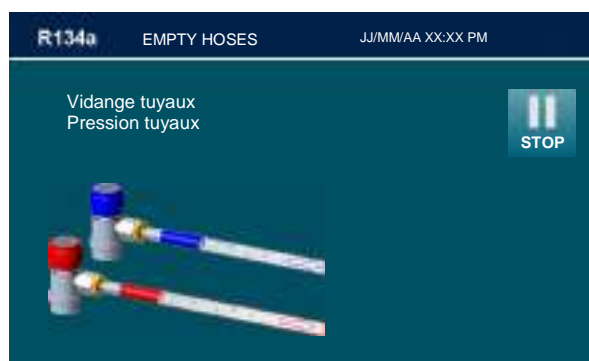 R134a EMPTY HOSES JJ/MM/AA XX:XX PM
Vidange tuyaux
Pression tuyaux
STOP